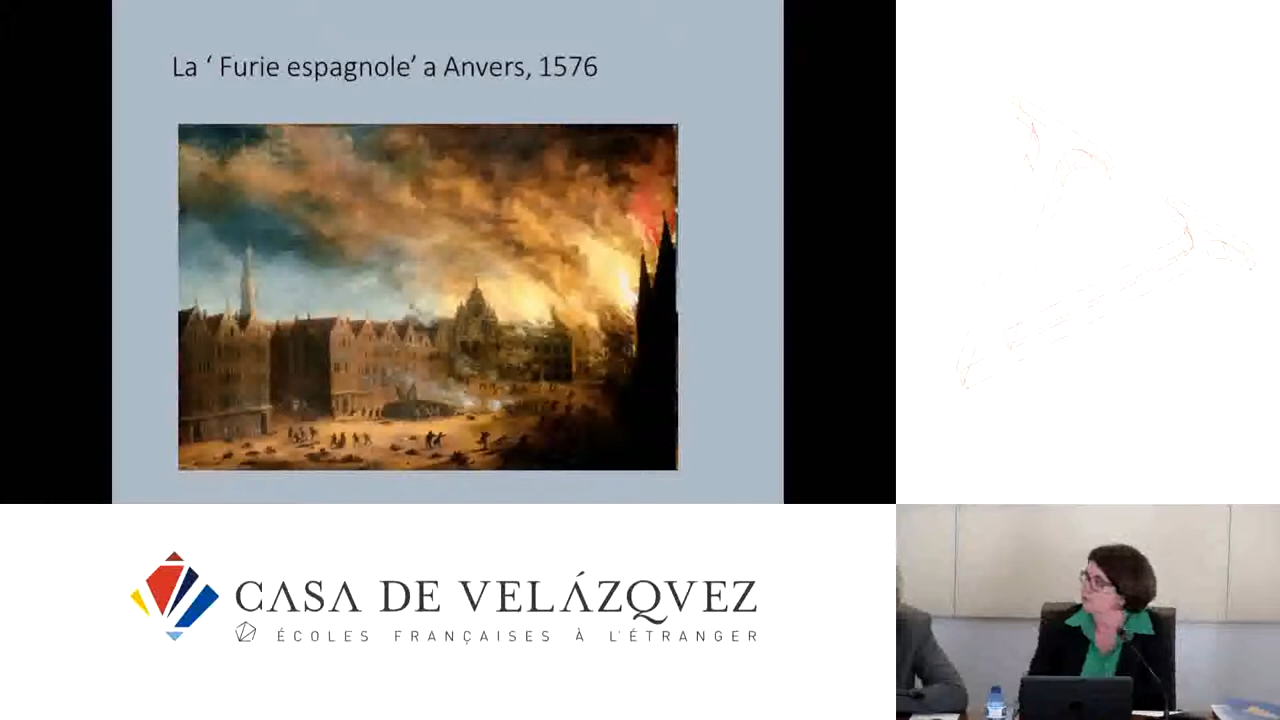 La ‘ Furie espagnole’ a Anvers, 1576
CASA DE VELÁZQVEZ
ÉCOLES FRANÇAISES À L'ÉTRANGER